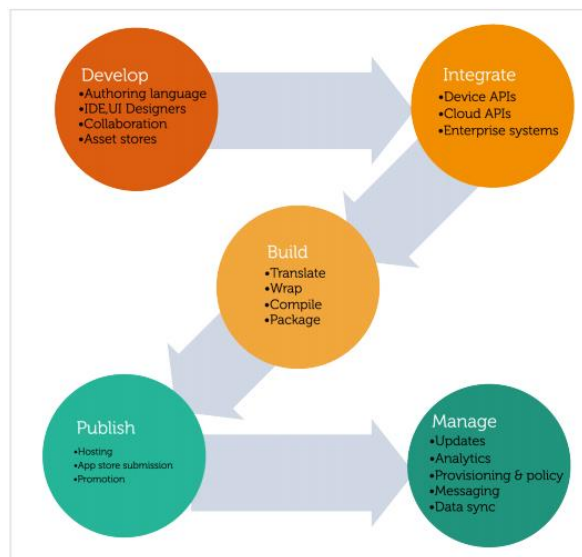 Develop
•Authoring language
•IDE,UI Designers
•Collaboration
•Asset stores
Integrate
•Device APIs
•Cloud APIs
•Enterprise systems
Build
•Translate
•Wrap
•Compile
•Package
Publish
•Hosting
•App store submission
•Promotion
Manage
•Updates
•Analytics
•Provisioning & policy
•Messaging
•Data sync